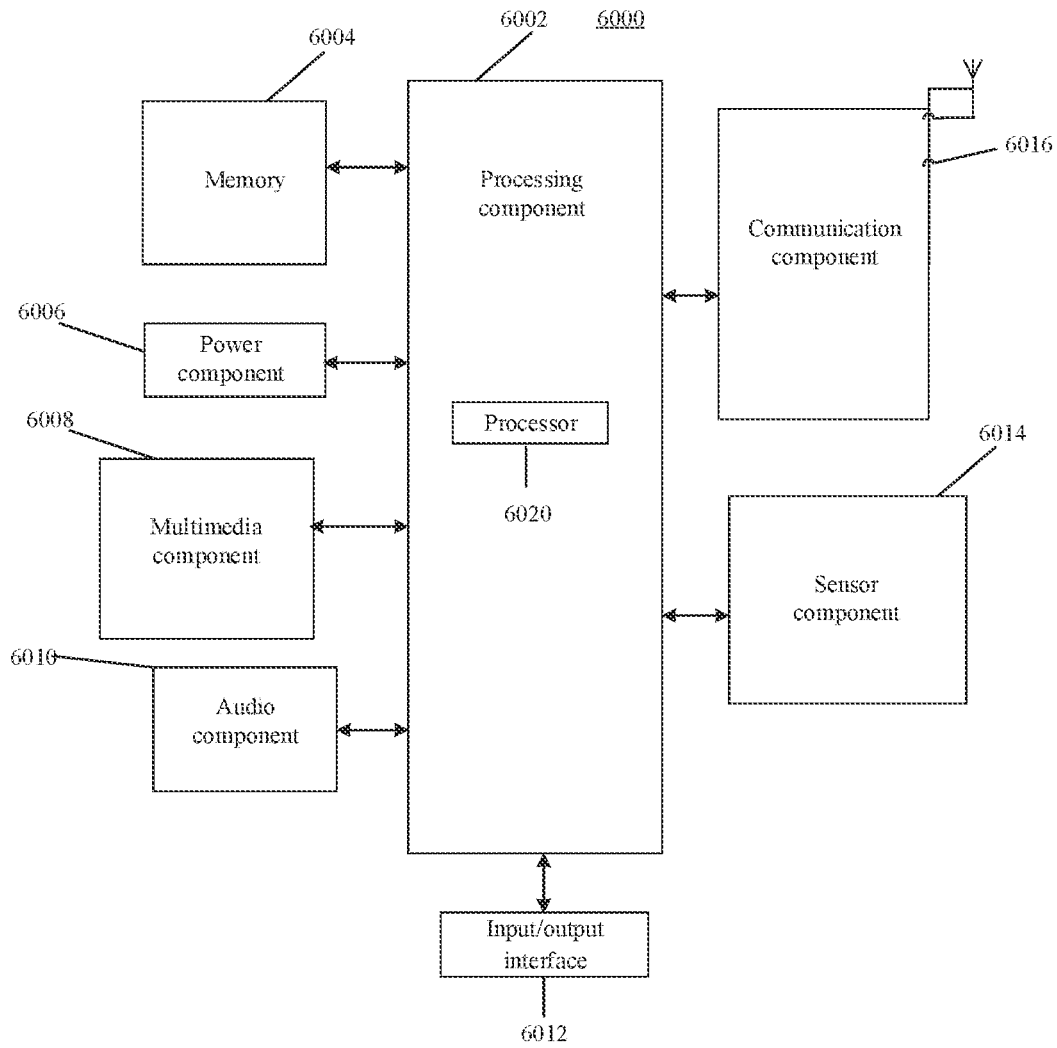 6002
6000
6004
Memory
Processing
component
6016
Communication
component
6006
Power
component
6008
Processor
6020
6014
Multimedia
component
Sensor
component
6010
Audio
component
Input/output
interface
6012